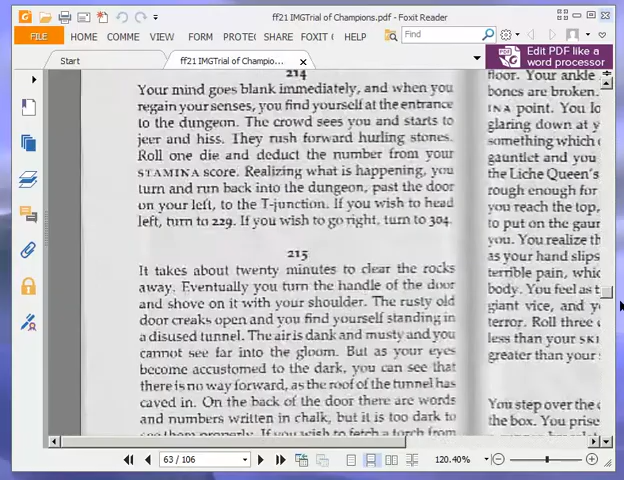 ff21 IMGTrial of Champions.pdf - Foxit Reader
FILE HOME COMME FORM PROTE SHARE FOXIT C HELP Find
Start ff21 IMGTrial of Champio... Edit PDF like a
word processor
214
Your mind goes blank immediately, and when you
regain your senses, you find yourself at the entrance
to the dungeon. The crowd sees you and starts to
jeer and hiss. They rush forward hurling stones.
Roll one die and deduct the number from your
STAMINA score. Realizing what is happening, you
turn and run back into the dungeon, past the door
on your left, to the T-junction. If you wish to head
left, turn to 229. If you wish to go right, turn to 304.
215
It takes about twenty minutes to clear the rocks
away. Eventually you turn the handle of the door
and shove on it with your shoulder. The rusty old
door creaks open and you find yourself standing in
a disused tunnel. The air is dank and musty and you
cannot see far into the gloom. But as your eyes
become accustomed to the dark, you can see that
there is no way forward, as the roof of the tunnel has
caved in. On the back of the door there are words
and numbers written in chalk, but it is too dark to
see them properly. If you wish to fetch a torch from
floor. Your ankle
bones are broken.
INA point. You lo
glaring down at y
something which
gauntlet and you
the Liche Queen's
rough enough for
you reach the top,
to put on the gau
you. You realize th
as your hand slips
terrible pain, whic
body. You feel as t
giant vice, and yo
terror. Roll three
less than your SKI
greater than your
You step over the
the box. You prise
63 / 106 120.40%